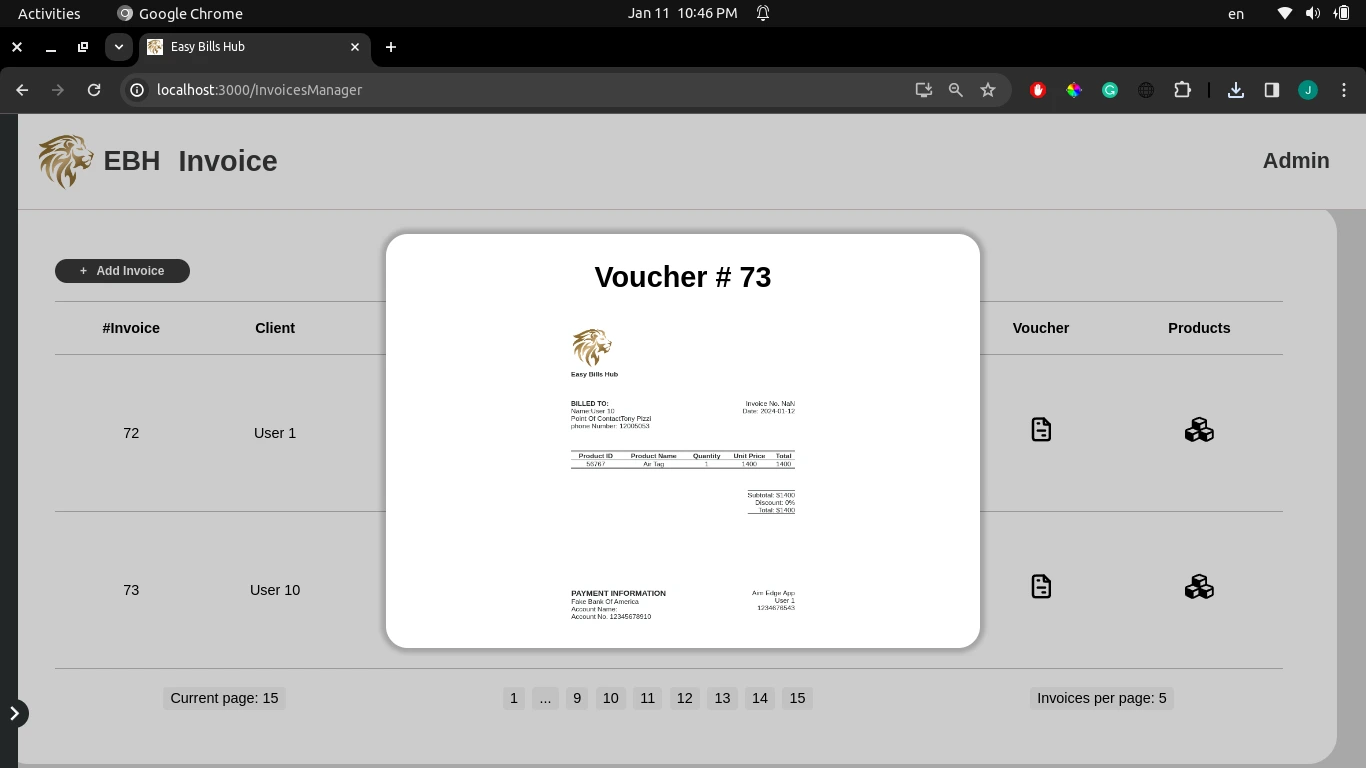 Activities Google Chrome Jan 11 10:46 PM en
Easy Bills Hub
localhost:3000/InvoicesManager J
EBH Invoice Admin
+ Add Invoice
#Invoice Client Voucher Products
72 User 1
73 User 10
Voucher # 73
Easy Bills Hub
BILLED TO: Invoice No. NaN
Name:User 10 Date: 2024-01-12
Point Of ContactTony Pizzi
phone Number: 12005053
Product ID Product Name Quantity Unit Price Total
56767 Air Tag 1 1400 1400
Subtotal: $1400
Discount: 0%
Total: $1400
PAYMENT INFORMATION Aim Edge App
Fake Bank Of America User 1
Account Name: 1234676543
Account No. 12345678910
Current page: 15 1 ... 9 10 11 12 13 14 15 Invoices per page: 5